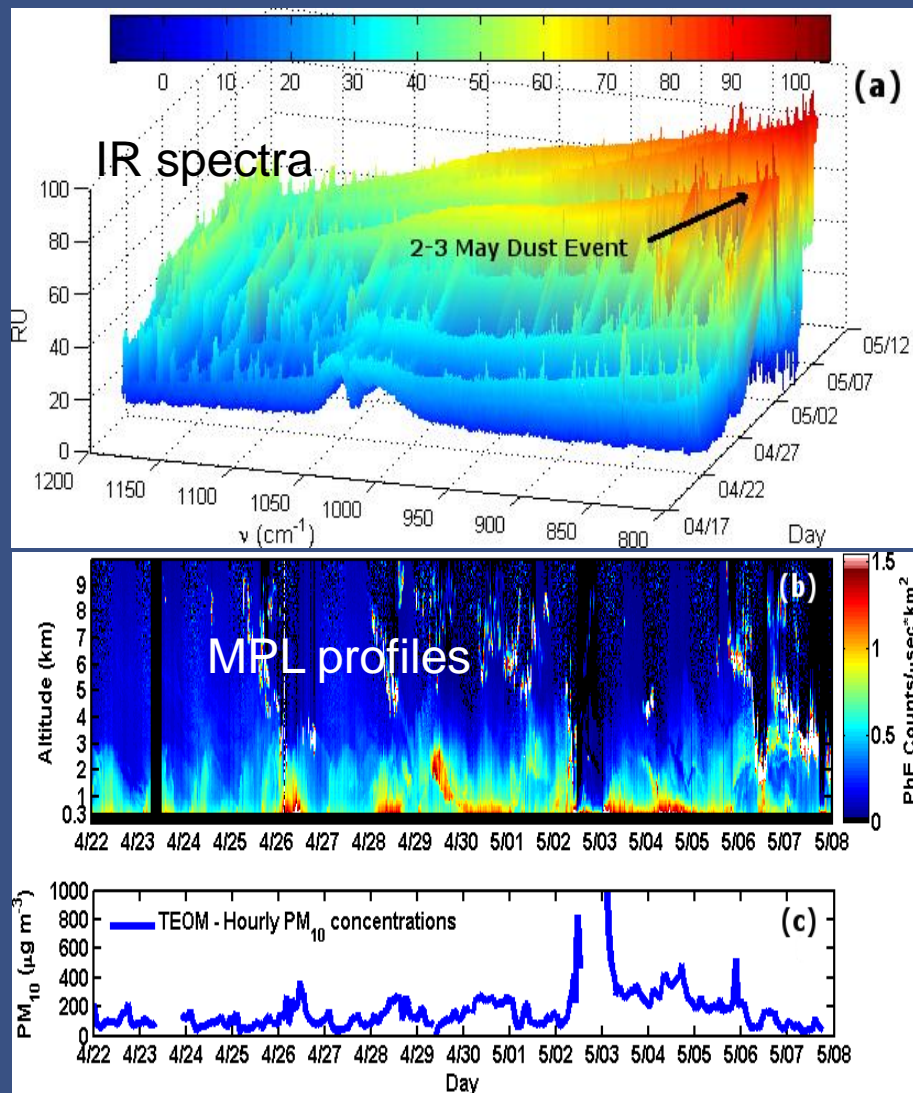 0 10 20 30 40 50 60 70 80 90 100
(a)
IR spectra
100
80
60
40
20
0
RU
2-3 May Dust Event
1200 1150 1100 1050 1000 950 900 850 800
ν (cm-1)
04/17 04/22 04/27 05/02 05/07 05/12
Day
(b)
MPL profiles
9
8
7
6
5
4
3
2
1
0.3
Altitude (km)
4/22 4/23 4/24 4/25 4/26 4/27 4/28 4/29 4/30 5/01 5/02 5/03 5/04 5/05 5/06 5/07 5/08
1.5
1
0.5
0
PhE Counts/μsec*km2
1000
800
600
400
200
0
PM10 (μg m-3)
TEOM - Hourly PM10 concentrations
(c)
4/22 4/23 4/24 4/25 4/26 4/27 4/28 4/29 4/30 5/01 5/02 5/03 5/04 5/05 5/06 5/07 5/08
Day